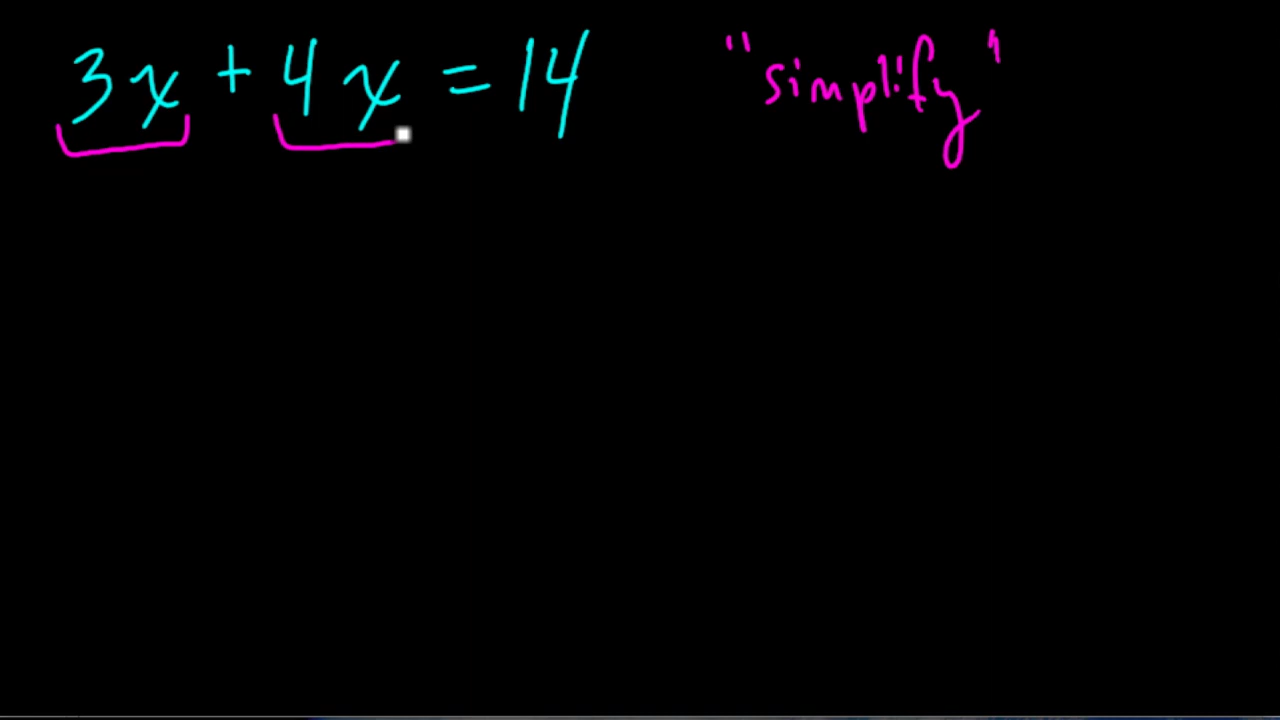 3x + 4x = 14 "simplify'